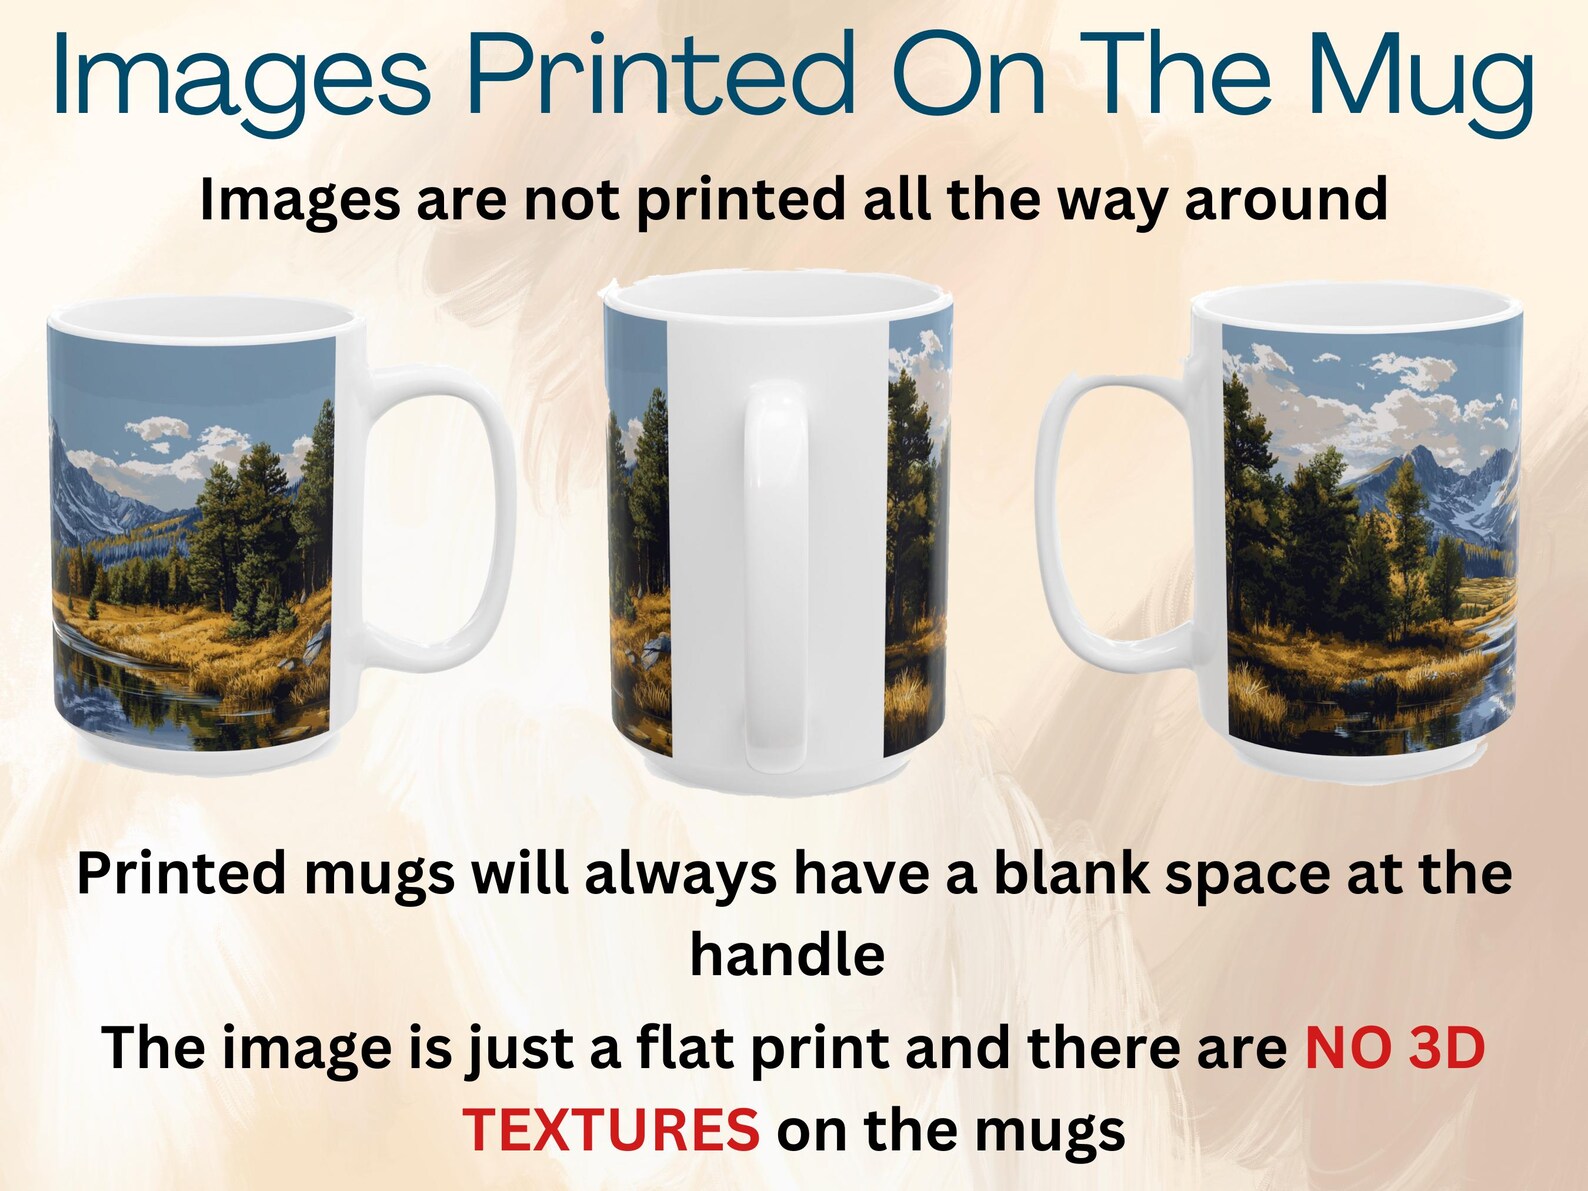 Images Printed On The Mug
Images are not printed all the way around
Printed mugs will always have a blank space at the
handle
The image is just a flat print and there are NO 3D
TEXTURES on the mugs